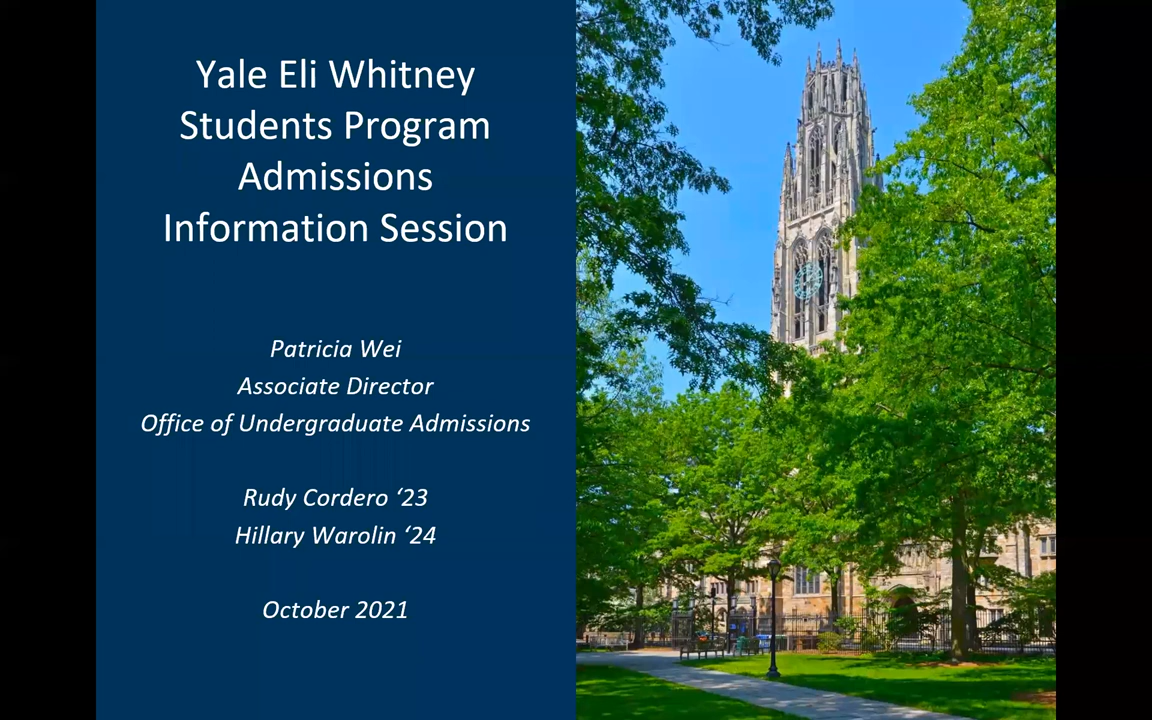 Yale Eli Whitney
Students Program
Admissions
Information Session
Patricia Wei
Associate Director
Office of Undergraduate Admissions
Rudy Cordero ‘23
Hillary Warolin ‘24
October 2021